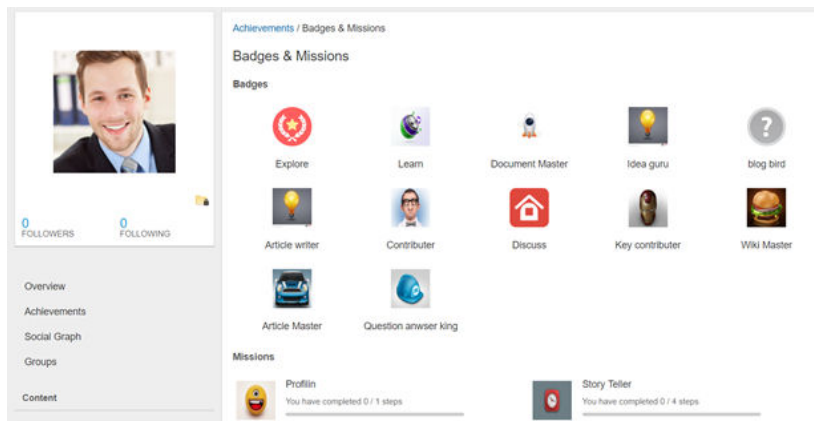 Achievements / Badges & Missions
Badges & Missions
Badges
Explore
Learn
Document Master
Idea guru
blog bird
Article writer
Contributer
Discuss
Key contributer
Wiki Master
Article Master
Question anwser king
Missions
Profilin
You have completed 0 / 1 steps
Story Teller
You have completed 0 / 4 steps
0 0
FOLLOWERS FOLLOWING
Overview
Achievements
Social Graph
Groups
Content